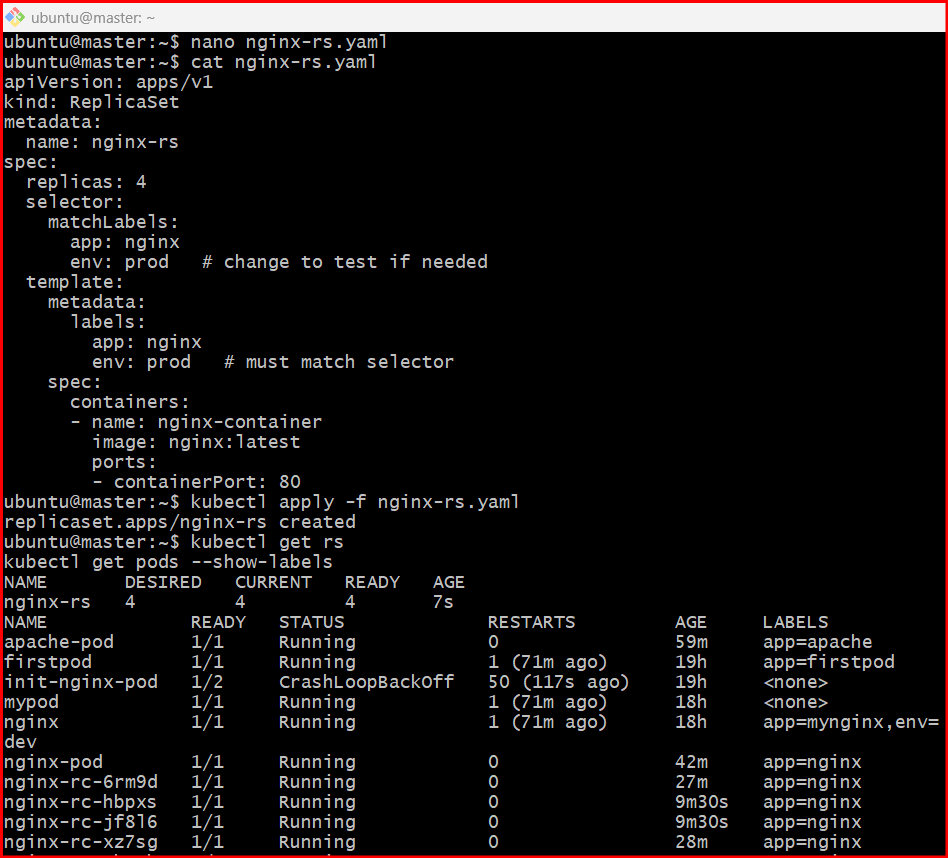 ubuntu@master: ~
ubuntu@master:~$ nano nginx-rs.yaml
ubuntu@master:~$ cat nginx-rs.yaml
apiVersion: apps/v1
kind: ReplicaSet
metadata:
  name: nginx-rs
spec:
  replicas: 4
  selector:
    matchLabels:
      app: nginx
      env: prod   # change to test if needed
  template:
    metadata:
      labels:
        app: nginx
        env: prod   # must match selector
    spec:
      containers:
      - name: nginx-container
        image: nginx:latest
        ports:
        - containerPort: 80
ubuntu@master:~$ kubectl apply -f nginx-rs.yaml
replicaset.apps/nginx-rs created
ubuntu@master:~$ kubectl get rs
kubectl get pods --show-labels
NAME       DESIRED   CURRENT   READY   AGE
nginx-rs   4         4         4       7s
NAME             READY   STATUS             RESTARTS         AGE     LABELS
apache-pod       1/1     Running            0                59m     app=apache
firstpod         1/1     Running            1 (71m ago)      19h     app=firstpod
init-nginx-pod   1/2     CrashLoopBackOff   50 (117s ago)    19h     <none>
mypod            1/1     Running            1 (71m ago)      18h     <none>
nginx            1/1     Running            1 (71m ago)      18h     app=mynginx,env=
dev
nginx-pod        1/1     Running            0                42m     app=nginx
nginx-rc-6rm9d   1/1     Running            0                27m     app=nginx
nginx-rc-hbpxs   1/1     Running            0                9m30s   app=nginx
nginx-rc-jf8l6   1/1     Running            0                9m30s   app=nginx
nginx-rc-xz7sg   1/1     Running            0                28m     app=nginx